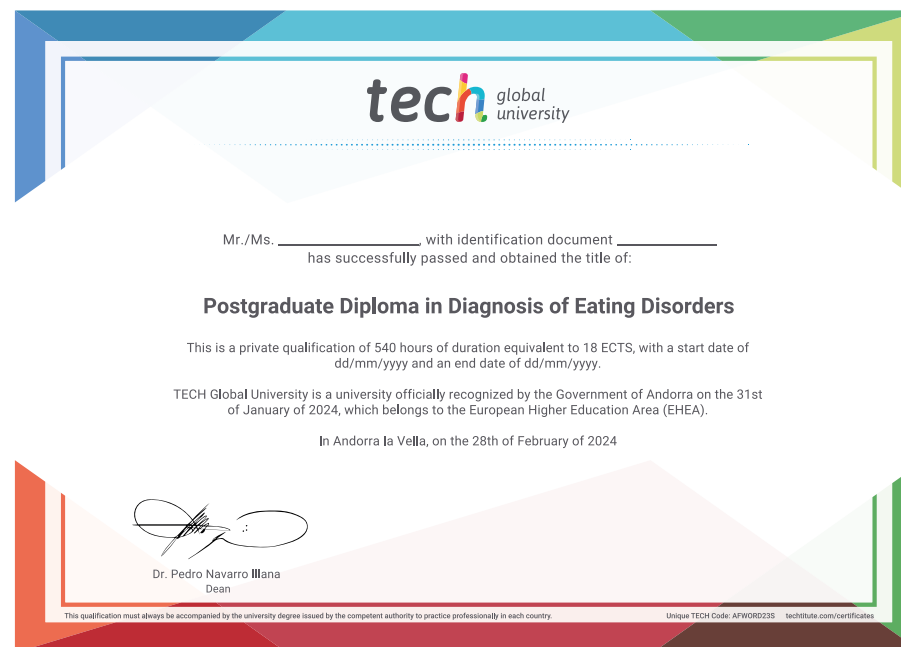 tech global university
Mr./Ms. ________________, with identification document ____________
has successfully passed and obtained the title of:
Postgraduate Diploma in Diagnosis of Eating Disorders
This is a private qualification of 540 hours of duration equivalent to 18 ECTS, with a start date of
dd/mm/yyyy and an end date of dd/mm/yyyy.
TECH Global University is a university officially recognized by the Government of Andorra on the 31st
of January of 2024, which belongs to the European Higher Education Area (EHEA).
In Andorra la Vella, on the 28th of February of 2024
Dr. Pedro Navarro Illana
Dean
This qualification must always be accompanied by the university degree issued by the competent authority to practice professionally in each country.
Unique TECH Code: AFWORD23S techtitute.com/certificates